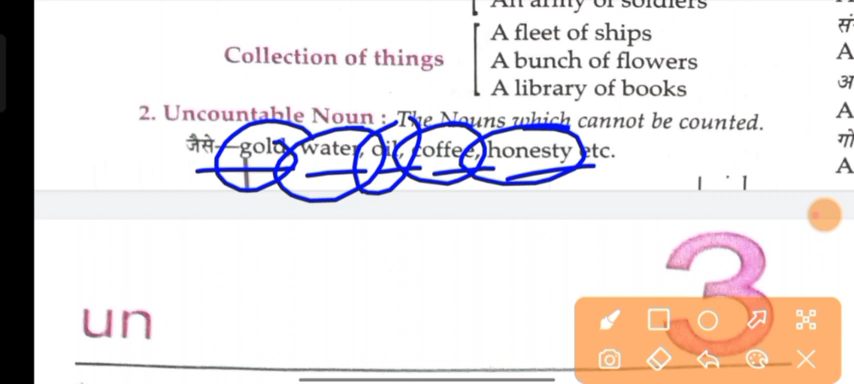 An army of soldiers
A fleet of ships
Collection of things
A bunch of flowers
A library of books
2. Uncountable Noun : The Nouns which cannot be counted.
जैसे—gold, water, oil, coffee, honesty etc.
A
अ
A
गो
A
un
3